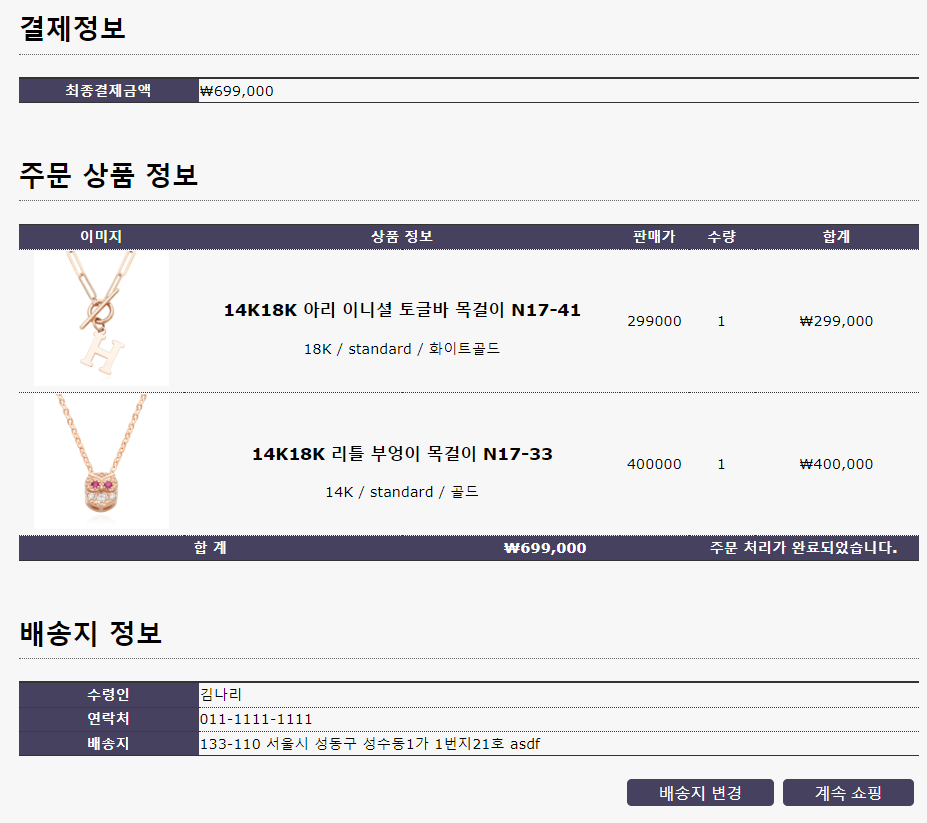 결제정보
최종결제금액 ₩699,000
주문 상품 정보
이미지 상품 정보 판매가 수량 합계
14K18K 아리 이니셜 토글바 목걸이 N17-41
18K / standard / 화이트골드
299000 1 ₩299,000
H
14K18K 리틀 부엉이 목걸이 N17-33
14K / standard / 골드
400000 1 ₩400,000
합 계 ₩699,000 주문 처리가 완료되었습니다.
배송지 정보
수령인 김나리
연락처 011-1111-1111
배송지 133-110 서울시 성동구 성수동1가 1번지21호 asdf
배송지 변경 계속 쇼핑